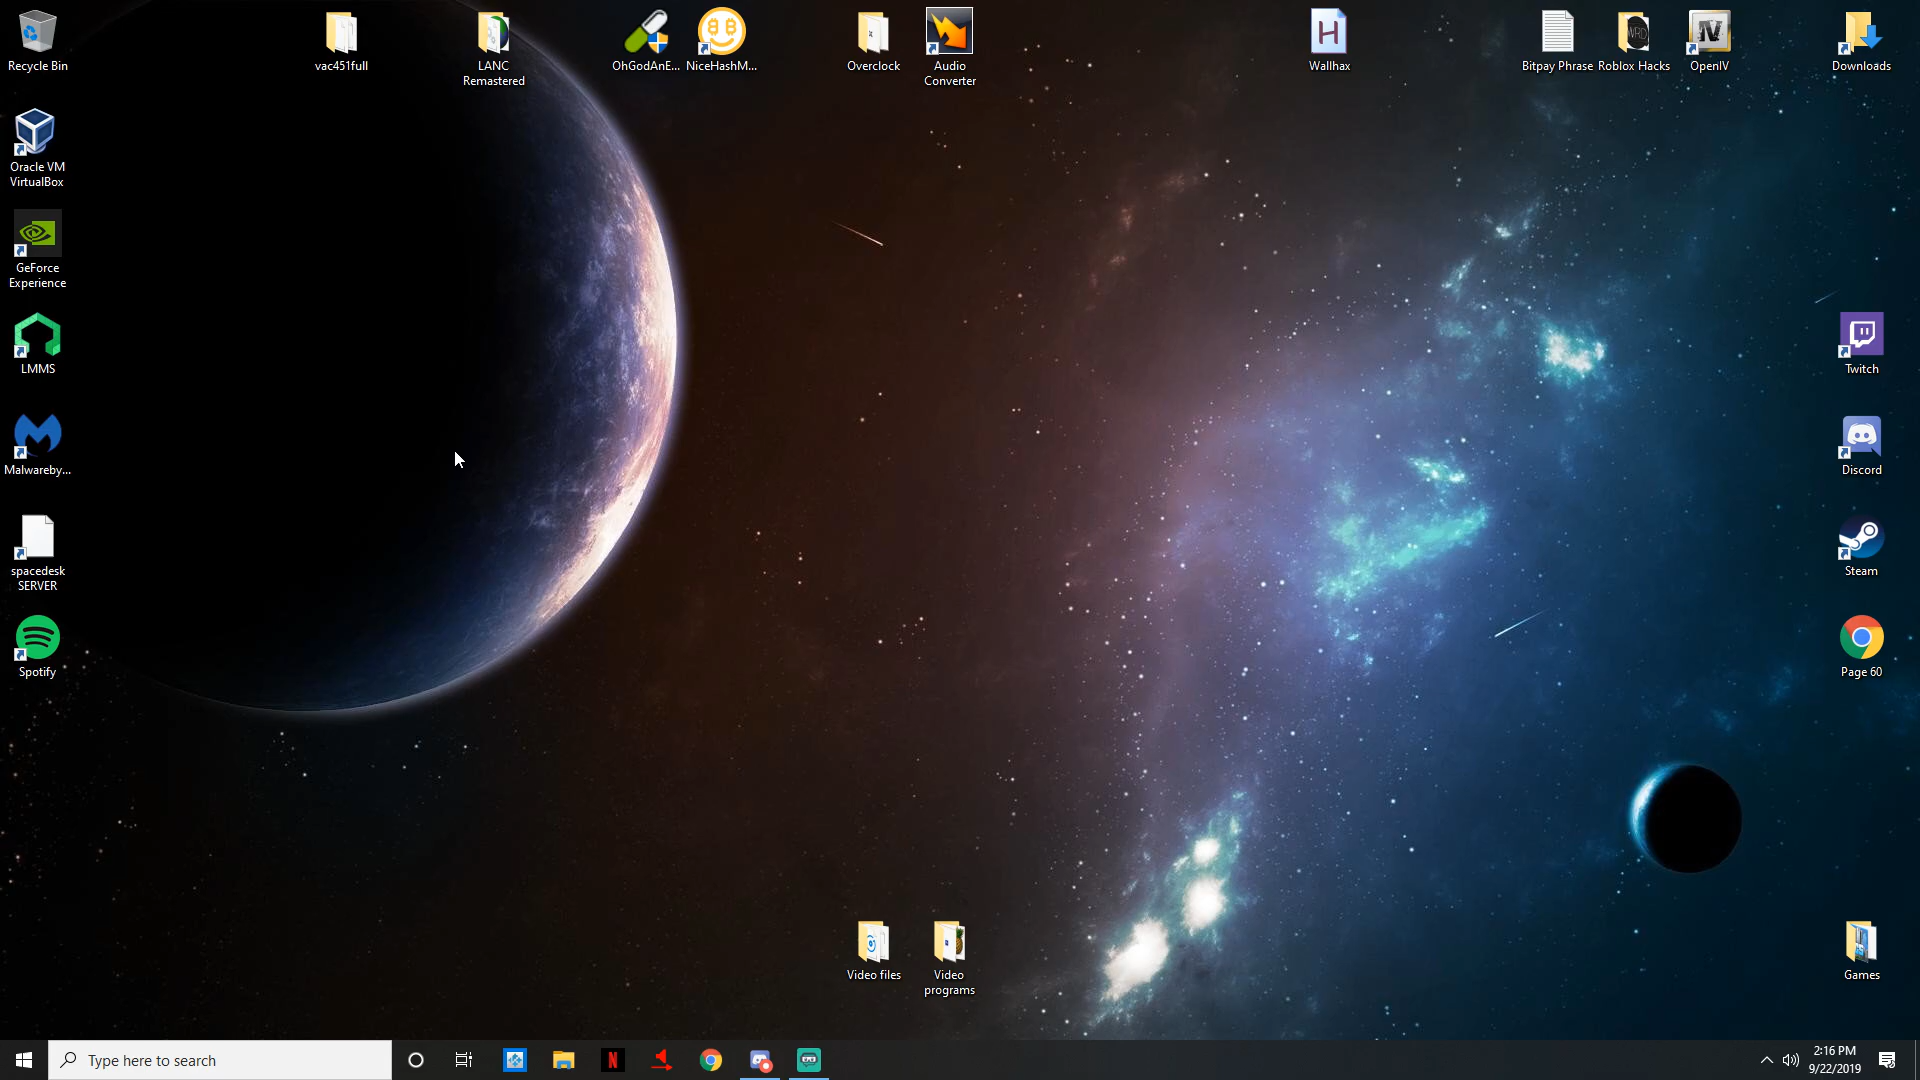 Recycle Bin
vac451full
LANC
Remastered
OhGodAnE...
NiceHashM...
Overclock
Audio
Converter
Wallhax
Bitpay Phrase
Roblox Hacks
OpenIV
Downloads
Oracle VM
VirtualBox
GeForce
Experience
LMMS
Twitch
Malwareby...
Discord
spacedesk
SERVER
Steam
Spotify
Page 60
Video files
Video
programs
Games
Type here to search
2:16 PM
9/22/2019